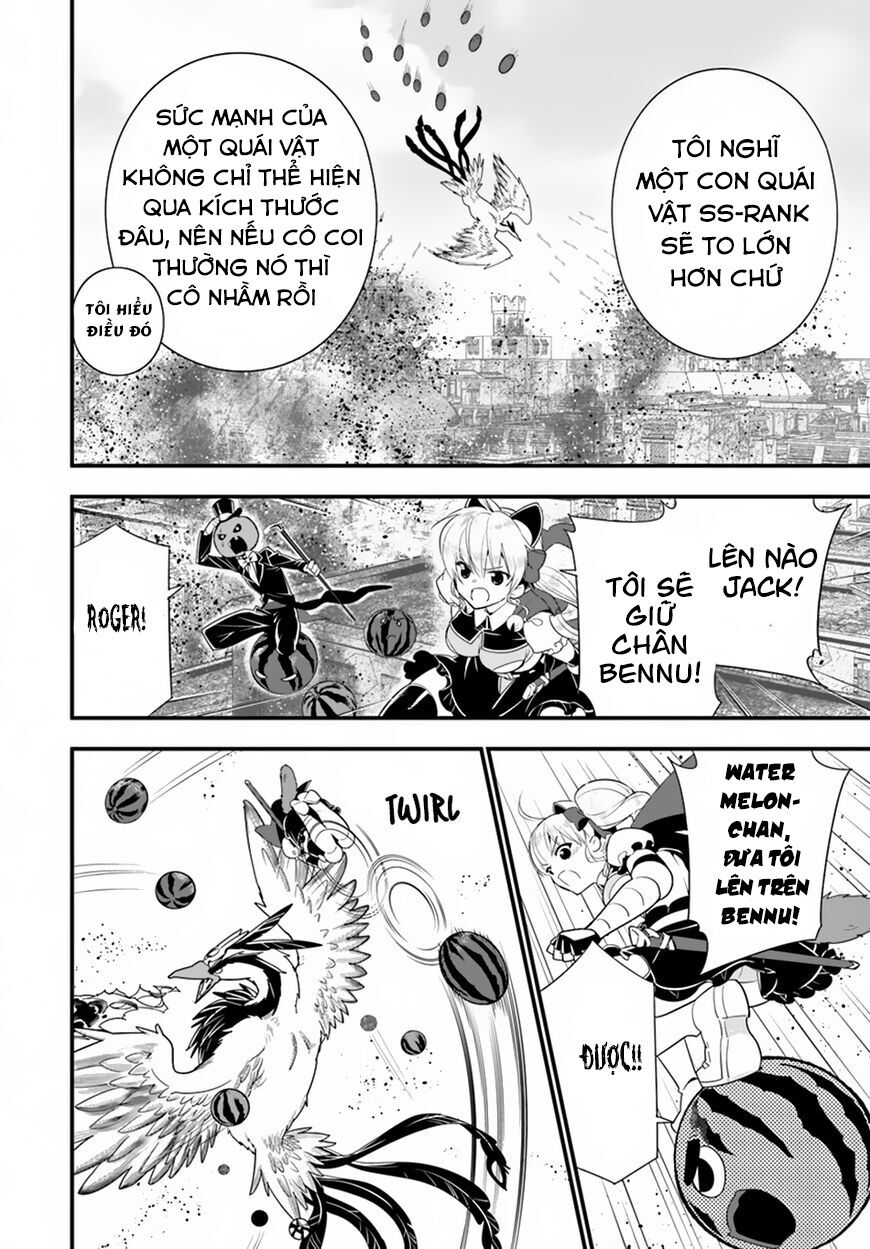 TÔI NGHĨ
MỘT CON QUÁI
VẬT SS-RANK
SẼ TO LỚN
HƠN CHỨ
SỨC MẠNH CỦA
MỘT QUÁI VẬT
KHÔNG CHỈ THỂ HIỆN
QUA KÍCH THƯỚC
ĐÂU, NÊN NẾU CÔ COI
THƯỜNG NÓ THÌ
CÔ NHẦM RỒI
TÔI HIỂU
ĐIỀU ĐÓ
LÊN NÀO
JACK!
TÔI SẼ
GIỮ
CHÂN
BENNU!
ROGER!
WATER
MELON-
CHAN,
ĐƯA TÔI
LÊN TRÊN
BENNU!
ĐƯỢC!!
TWIRL